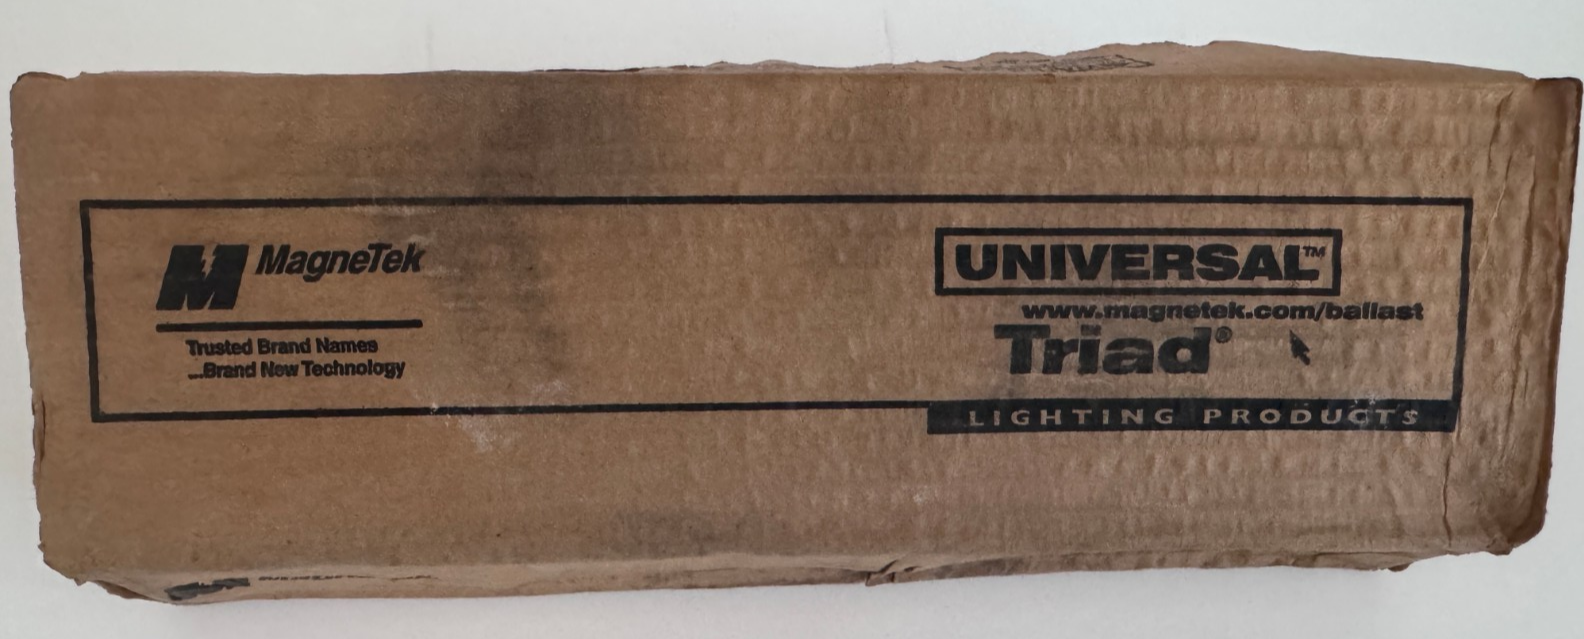 MagneTek
Trusted Brand Names
...Brand New Technology
UNIVERSAL™
www.magnetek.com/ballast
Triad®
LIGHTING PRODUCTS